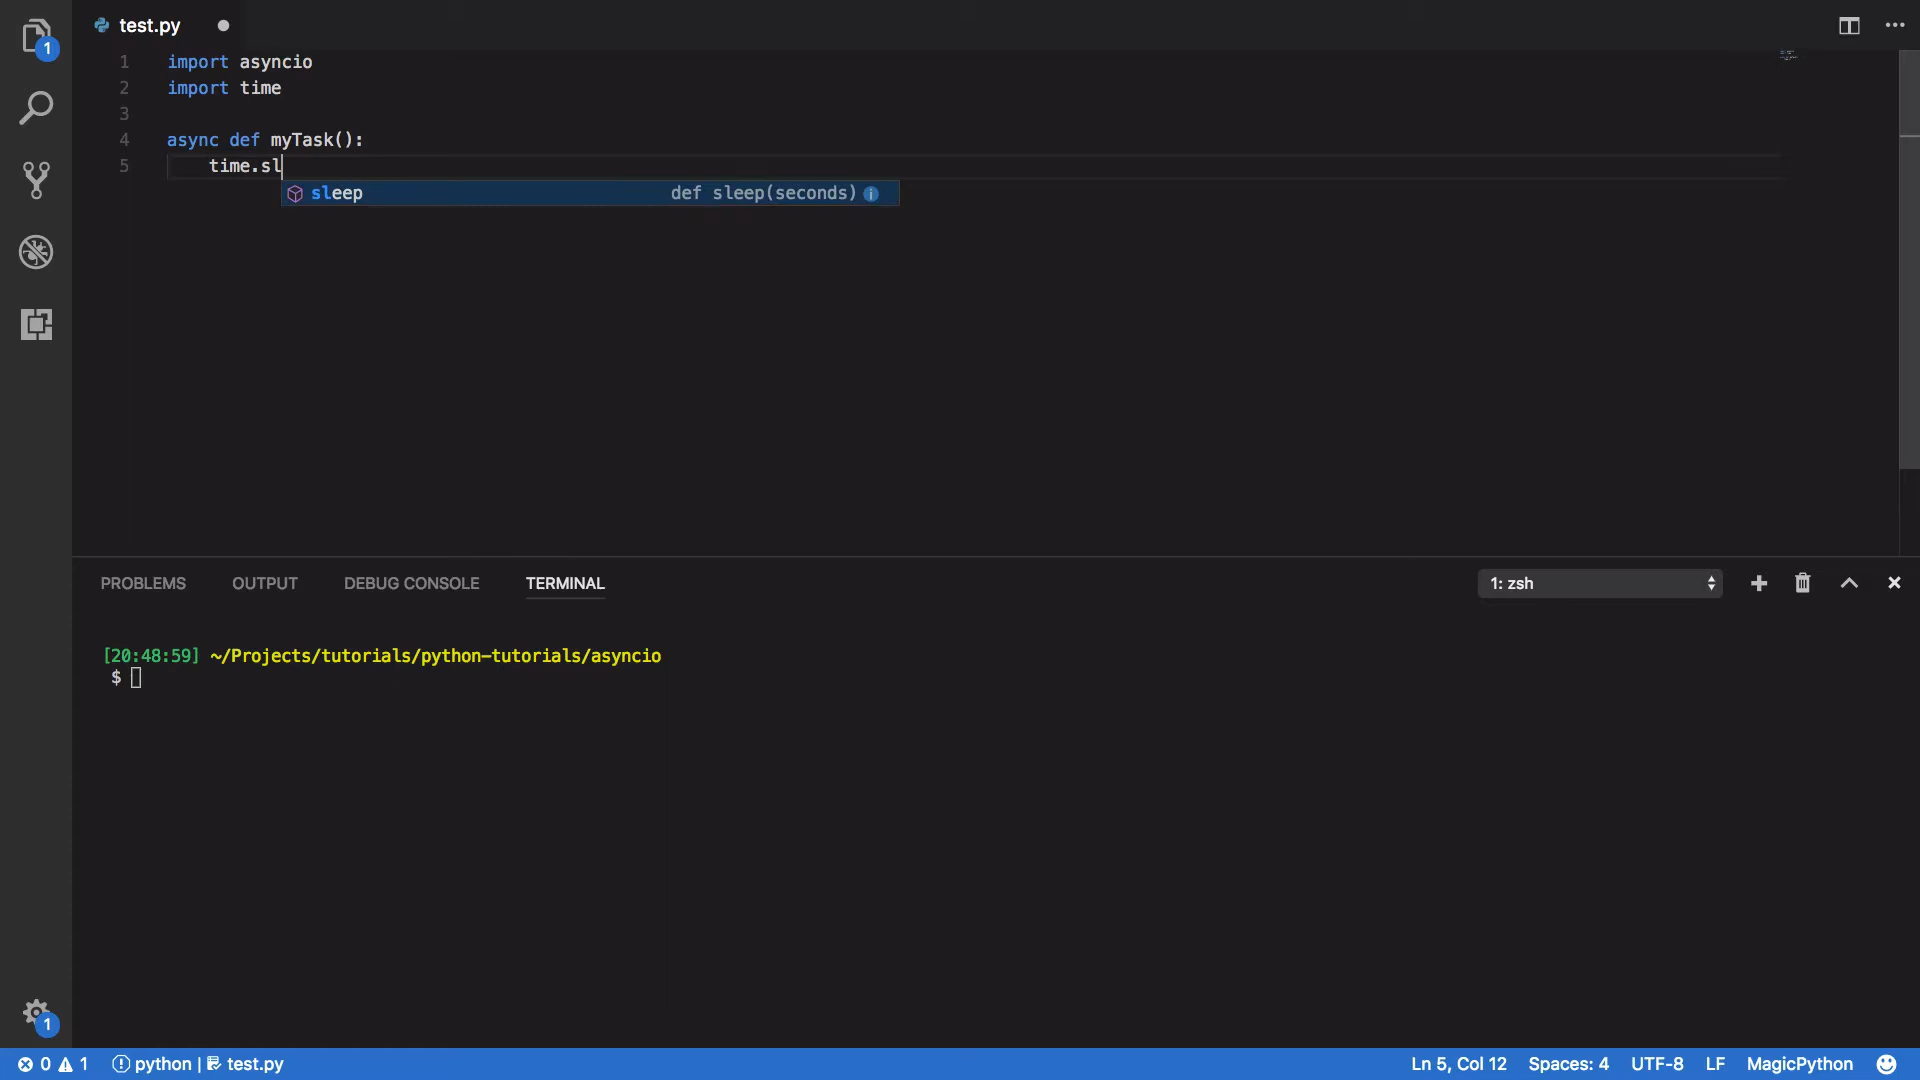 1
test.py
1 import asyncio
2 import time
3
4 async def myTask():
5     time.sl
sleep def sleep(seconds)
PROBLEMS OUTPUT DEBUG CONSOLE TERMINAL 1: zsh
[20:48:59] ~/Projects/tutorials/python-tutorials/asyncio
$
1
0 1 python | test.py Ln 5, Col 12 Spaces: 4 UTF-8 LF MagicPython